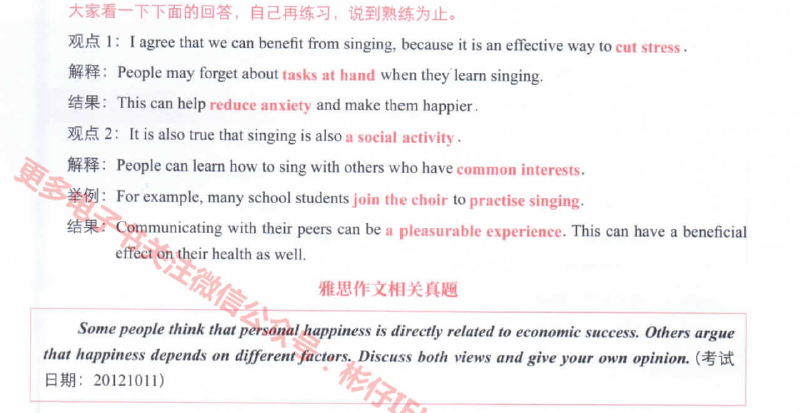 大家看一下下面的回答，自己再练习，说到熟练为止。
观点 1：I agree that we can benefit from singing, because it is an effective way to cut stress.
解释：People may forget about tasks at hand when they learn singing.
结果：This can help reduce anxiety and make them happier.
观点 2：It is also true that singing is also a social activity.
解释：People can learn how to sing with others who have common interests.
举例：For example, many school students join the choir to practise singing.
结果：Communicating with their peers can be a pleasurable experience. This can have a beneficial
effect on their health as well.
雅思作文相关真题
Some people think that personal happiness is directly related to economic success. Others argue
that happiness depends on different factors. Discuss both views and give your own opinion. (考试
日期：20121011)
更多电子书关注微信公众号：彬仔IE